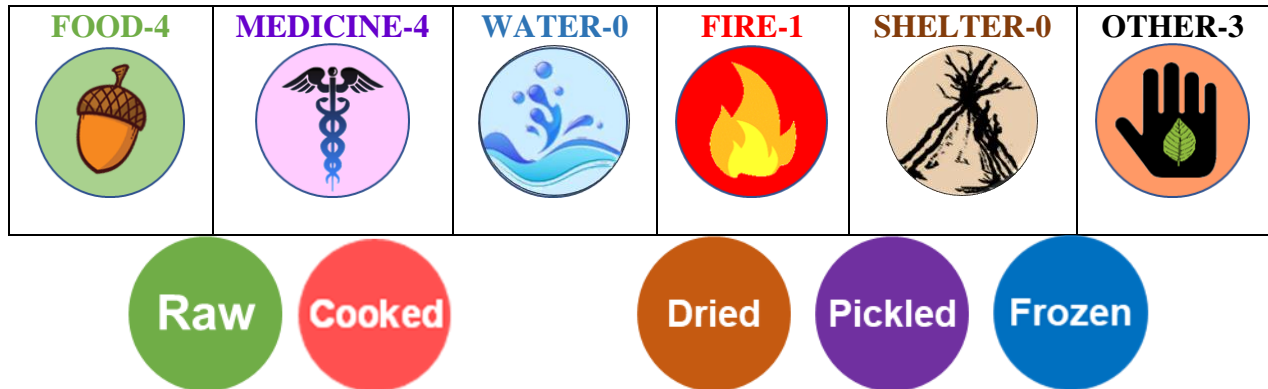 FOOD-4 MEDICINE-4 WATER-0 FIRE-1 SHELTER-0 OTHER-3
Raw Cooked Dried Pickled Frozen